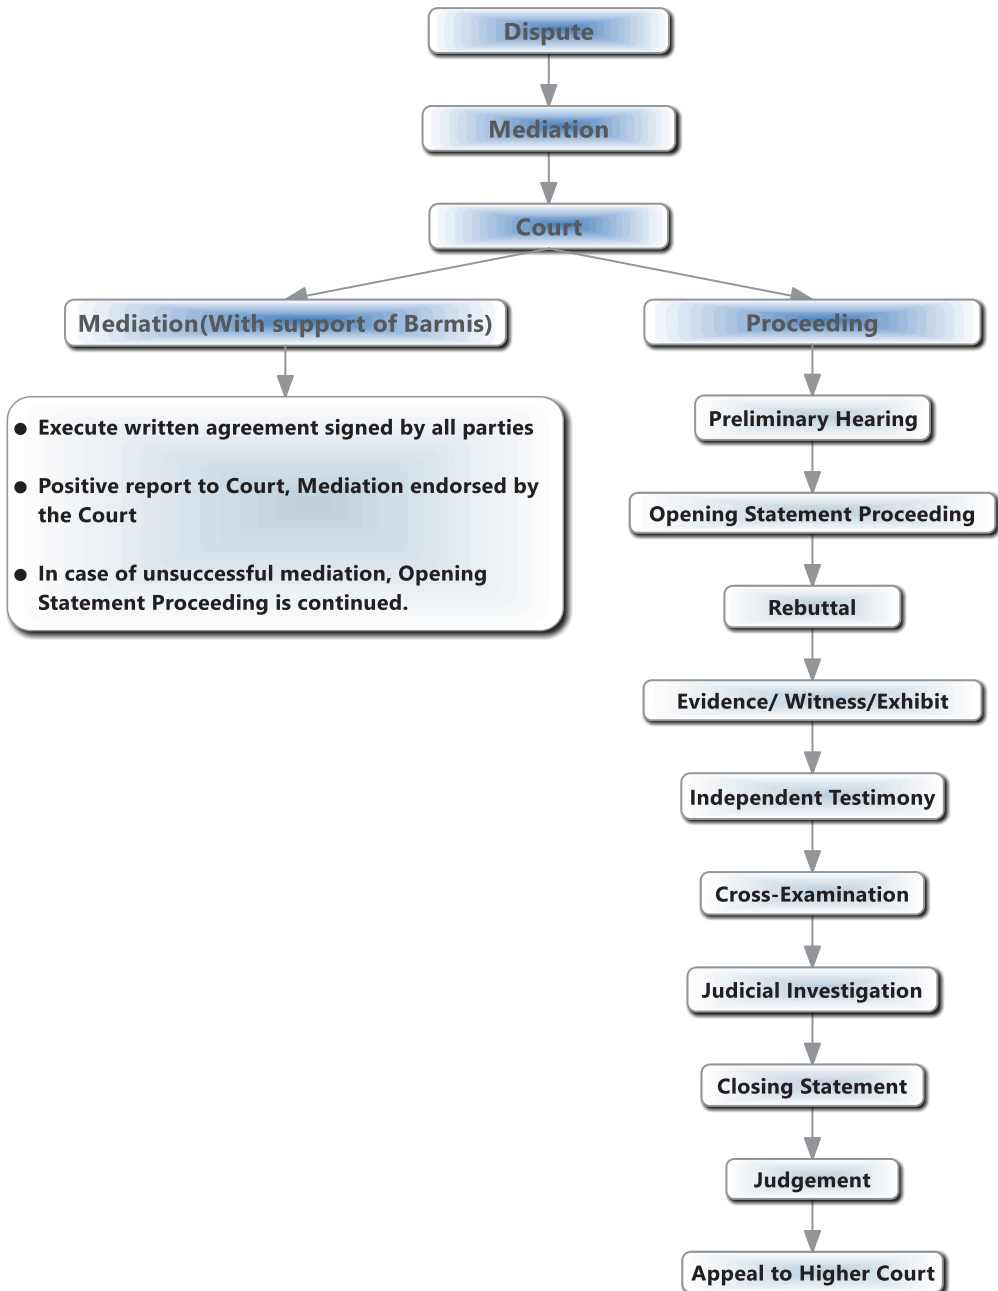 Dispute
Mediation
Court
Mediation(With support of Barmis)
● Execute written agreement signed by all parties
● Positive report to Court, Mediation endorsed by
the Court
● In case of unsuccessful mediation, Opening
Statement Proceeding is continued.
Proceeding
Preliminary Hearing
Opening Statement Proceeding
Rebuttal
Evidence/ Witness/Exhibit
Independent Testimony
Cross-Examination
Judicial Investigation
Closing Statement
Judgement
Appeal to Higher Court